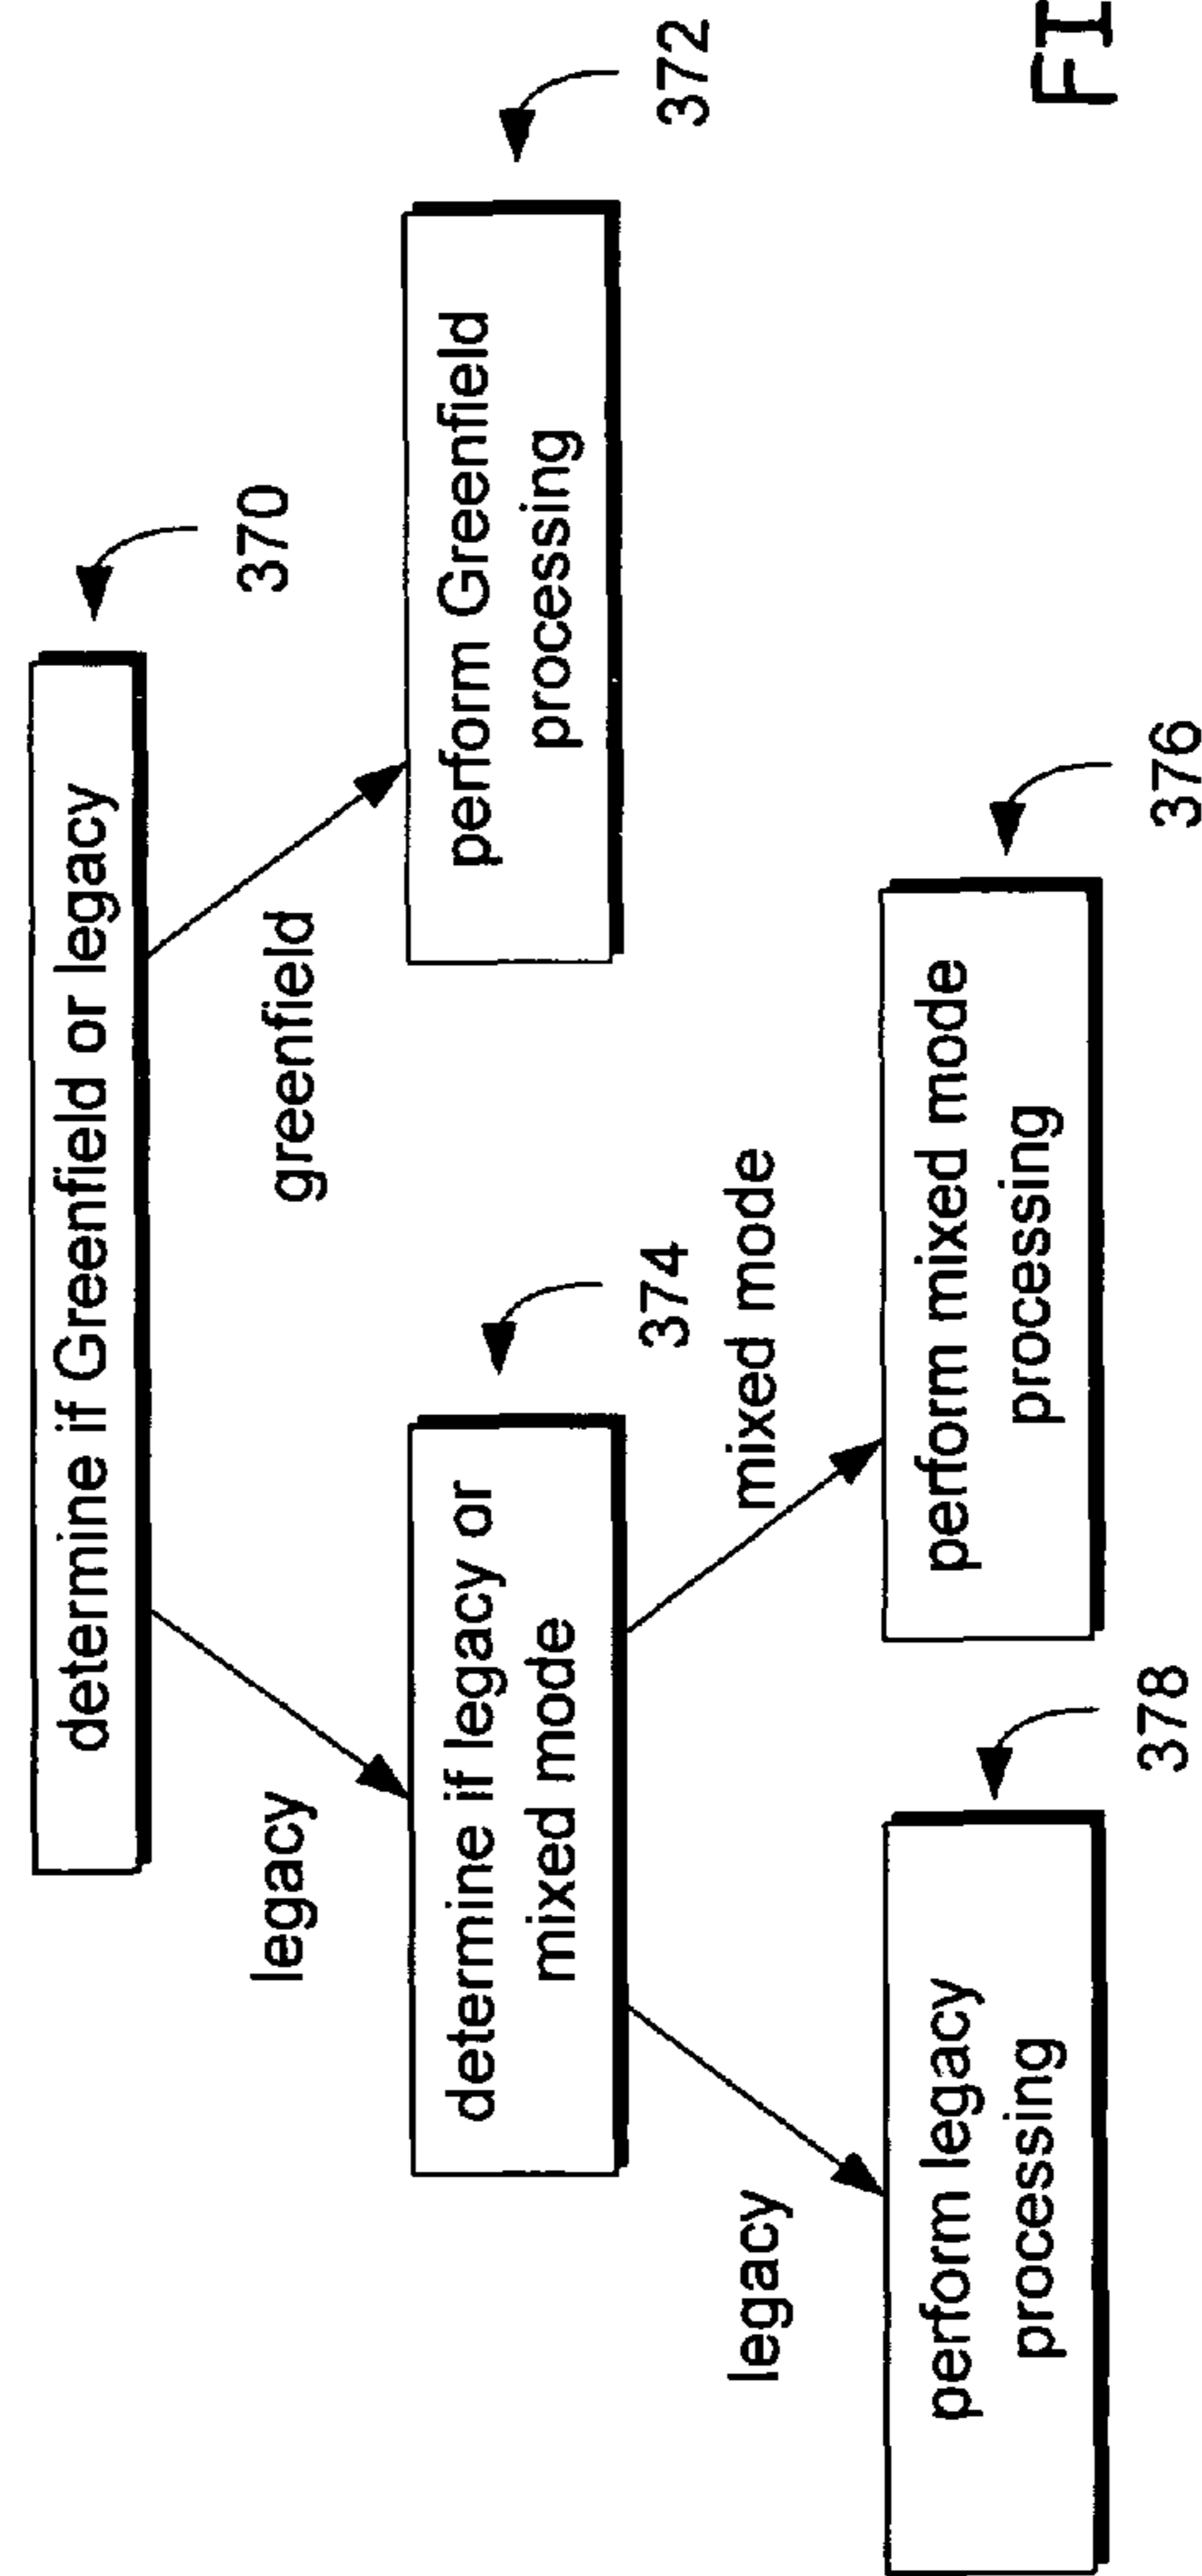 determine if Greenfield or legacy
370
legacy
greenfield
determine if legacy or
mixed mode
374
perform Greenfield
processing
372
legacy
mixed mode
perform legacy
processing
378
perform mixed mode
processing
376
FI